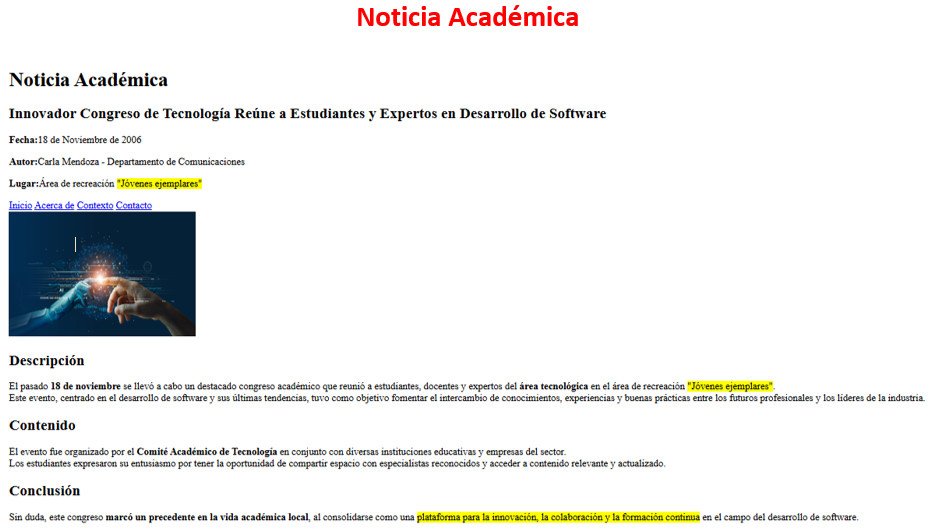 Noticia Académica
Noticia Académica
Innovador Congreso de Tecnología Reúne a Estudiantes y Expertos en Desarrollo de Software
Fecha:18 de Noviembre de 2006
Autor:Carla Mendoza - Departamento de Comunicaciones
Lugar:Área de recreación "Jóvenes ejemplares"
Inicio Acerca de Contexto Contacto
Descripción
El pasado 18 de noviembre se llevó a cabo un destacado congreso académico que reunió a estudiantes, docentes y expertos del área tecnológica en el área de recreación "Jóvenes ejemplares".
Este evento, centrado en el desarrollo de software y sus últimas tendencias, tuvo como objetivo fomentar el intercambio de conocimientos, experiencias y buenas prácticas entre los futuros profesionales y los líderes de la industria.
Contenido
El evento fue organizado por el Comité Académico de Tecnología en conjunto con diversas instituciones educativas y empresas del sector.
Los estudiantes expresaron su entusiasmo por tener la oportunidad de compartir espacio con especialistas reconocidos y acceder a contenido relevante y actualizado.
Conclusión
Sin duda, este congreso marcó un precedente en la vida académica local, al consolidarse como una plataforma para la innovación, la colaboración y la formación continua en el campo del desarrollo de software.